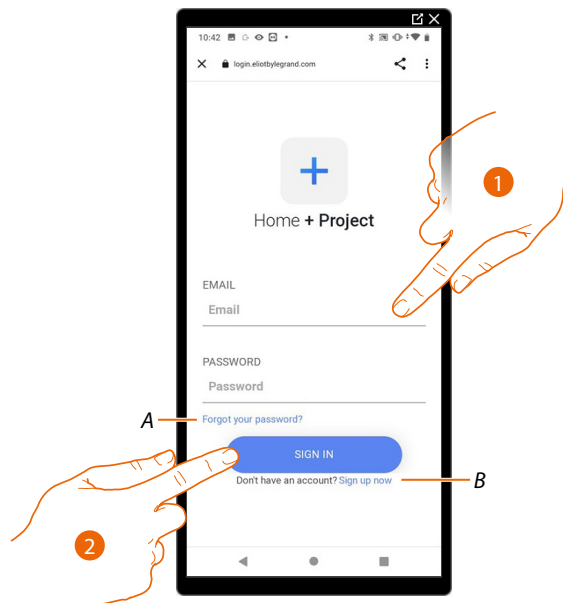 10:42
login.eliotbylegrand.com
1
Home + Project
EMAIL
Email
PASSWORD
Password
A
Forgot your password?
SIGN IN
Don't have an account? Sign up now
B
2